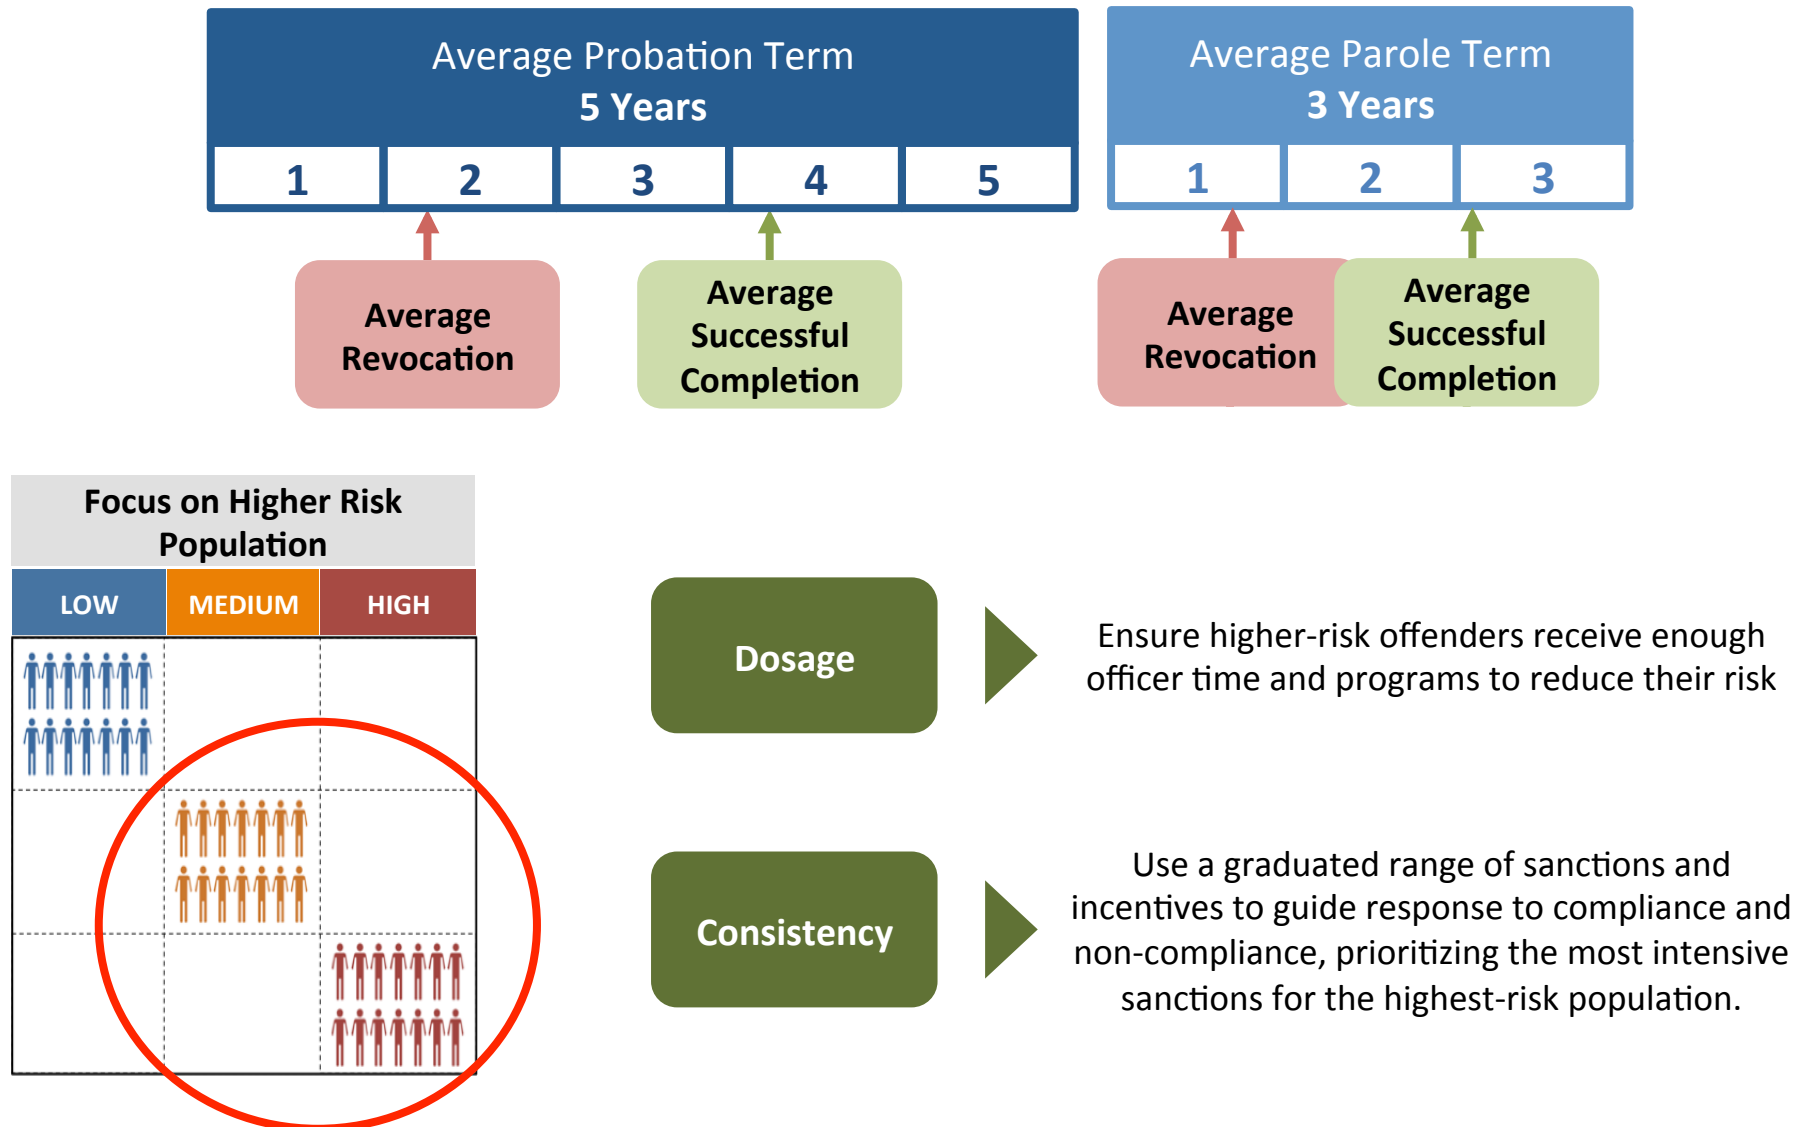 Average Probation Term
5 Years
1 2 3 4 5
Average Parole Term
3 Years
1 2 3
Average
Revocation
Average
Successful
Completion
Average
Revocation
Average
Successful
Completion
Focus on Higher Risk
Population
LOW MEDIUM HIGH
Dosage
Ensure higher-risk offenders receive enough
officer time and programs to reduce their risk
Consistency
Use a graduated range of sanctions and
incentives to guide response to compliance and
non-compliance, prioritizing the most intensive
sanctions for the highest-risk population.